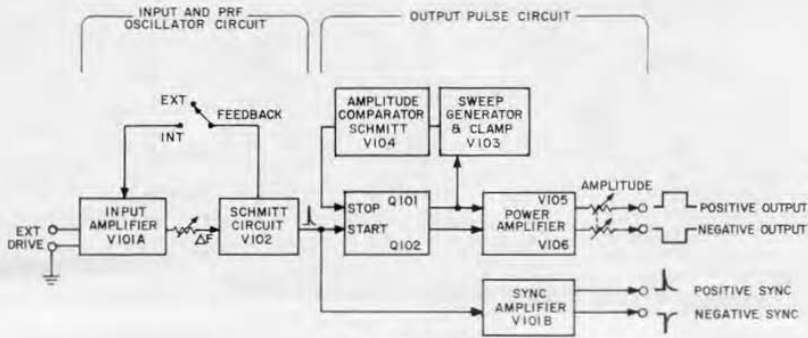 INPUT AND PRF
OSCILLATOR CIRCUIT
OUTPUT PULSE CIRCUIT
EXT
FEEDBACK
INT
AMPLITUDE
COMPARATOR
SCHMITT
V104
SWEEP
GENERATOR
& CLAMP
V103
INPUT
AMPLIFIER
V101A
EXT
DRIVE
ΔF
SCHMITT
CIRCUIT
V102
Q101
STOP
START
Q102
V105
POWER
AMPLIFIER
V106
AMPLITUDE
POSITIVE OUTPUT
NEGATIVE OUTPUT
SYNC
AMPLIFIER
V101B
POSITIVE SYNC
NEGATIVE SYNC